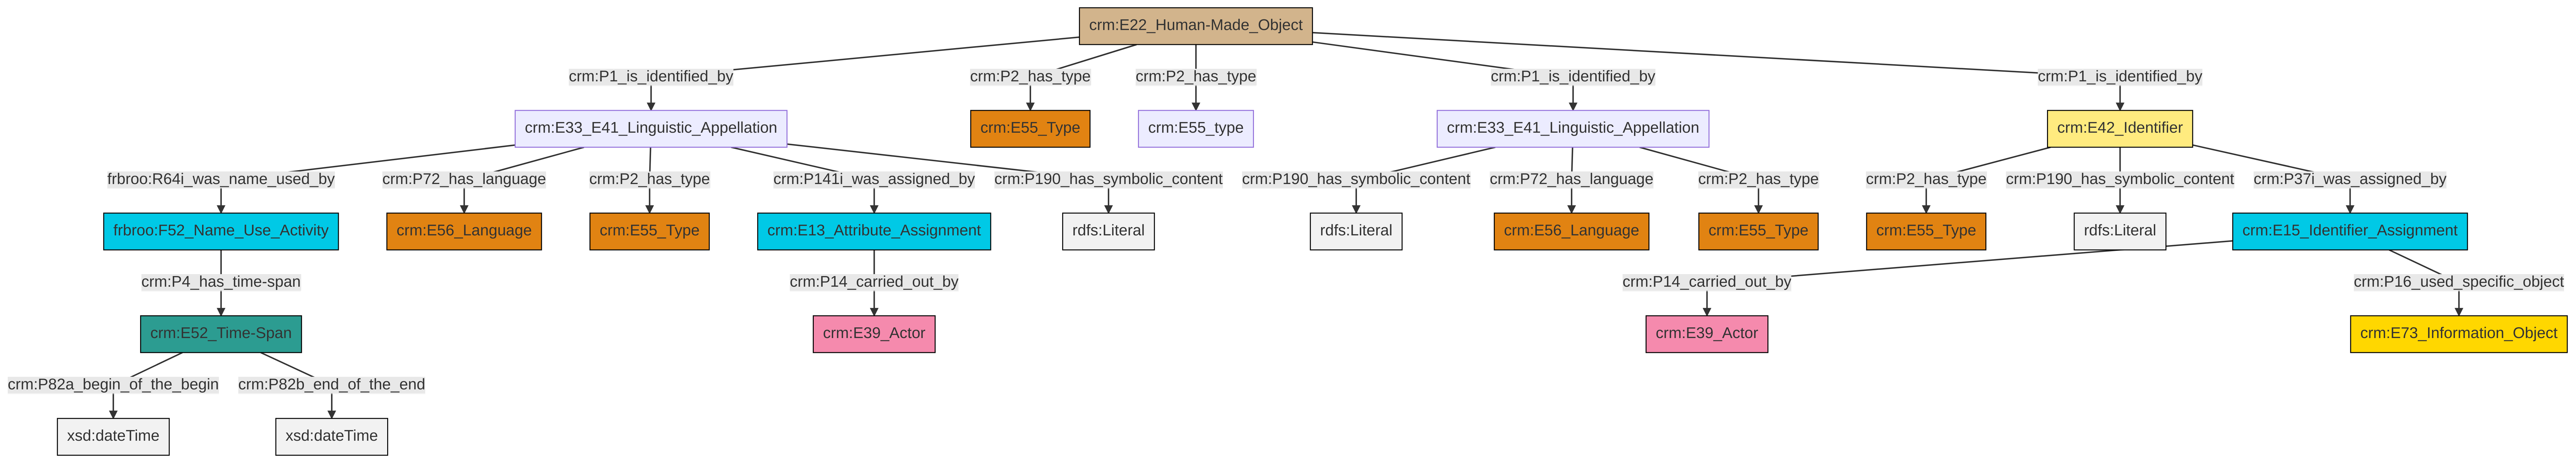 crm:E22_Human-Made_Object
crm:P1_is_identified_by
crm:P2_has_type
crm:P2_has_type
crm:P1_is_identified_by
crm:P1_is_identified_by
crm:E33_E41_Linguistic_Appellation
crm:E55_Type
crm:E55_type
crm:E33_E41_Linguistic_Appellation
crm:E42_Identifier
frbroo:R64i_was_name_used_by
crm:P72_has_language
crm:P2_has_type
crm:P141i_was_assigned_by
crm:P190_has_symbolic_content
crm:P190_has_symbolic_content
crm:P72_has_language
crm:P2_has_type
crm:P2_has_type
crm:P190_has_symbolic_content
crm:P37i_was_assigned_by
frbroo:F52_Name_Use_Activity
crm:E56_Language
crm:E55_Type
crm:E13_Attribute_Assignment
rdfs:Literal
rdfs:Literal
crm:E56_Language
crm:E55_Type
crm:E55_Type
rdfs:Literal
crm:E15_Identifier_Assignment
crm:P4_has_time-span
crm:P14_carried_out_by
crm:P14_carried_out_by
crm:P16_used_specific_object
crm:E52_Time-Span
crm:E39_Actor
crm:E39_Actor
crm:E73_Information_Object
crm:P82a_begin_of_the_begin
crm:P82b_end_of_the_end
xsd:dateTime
xsd:dateTime